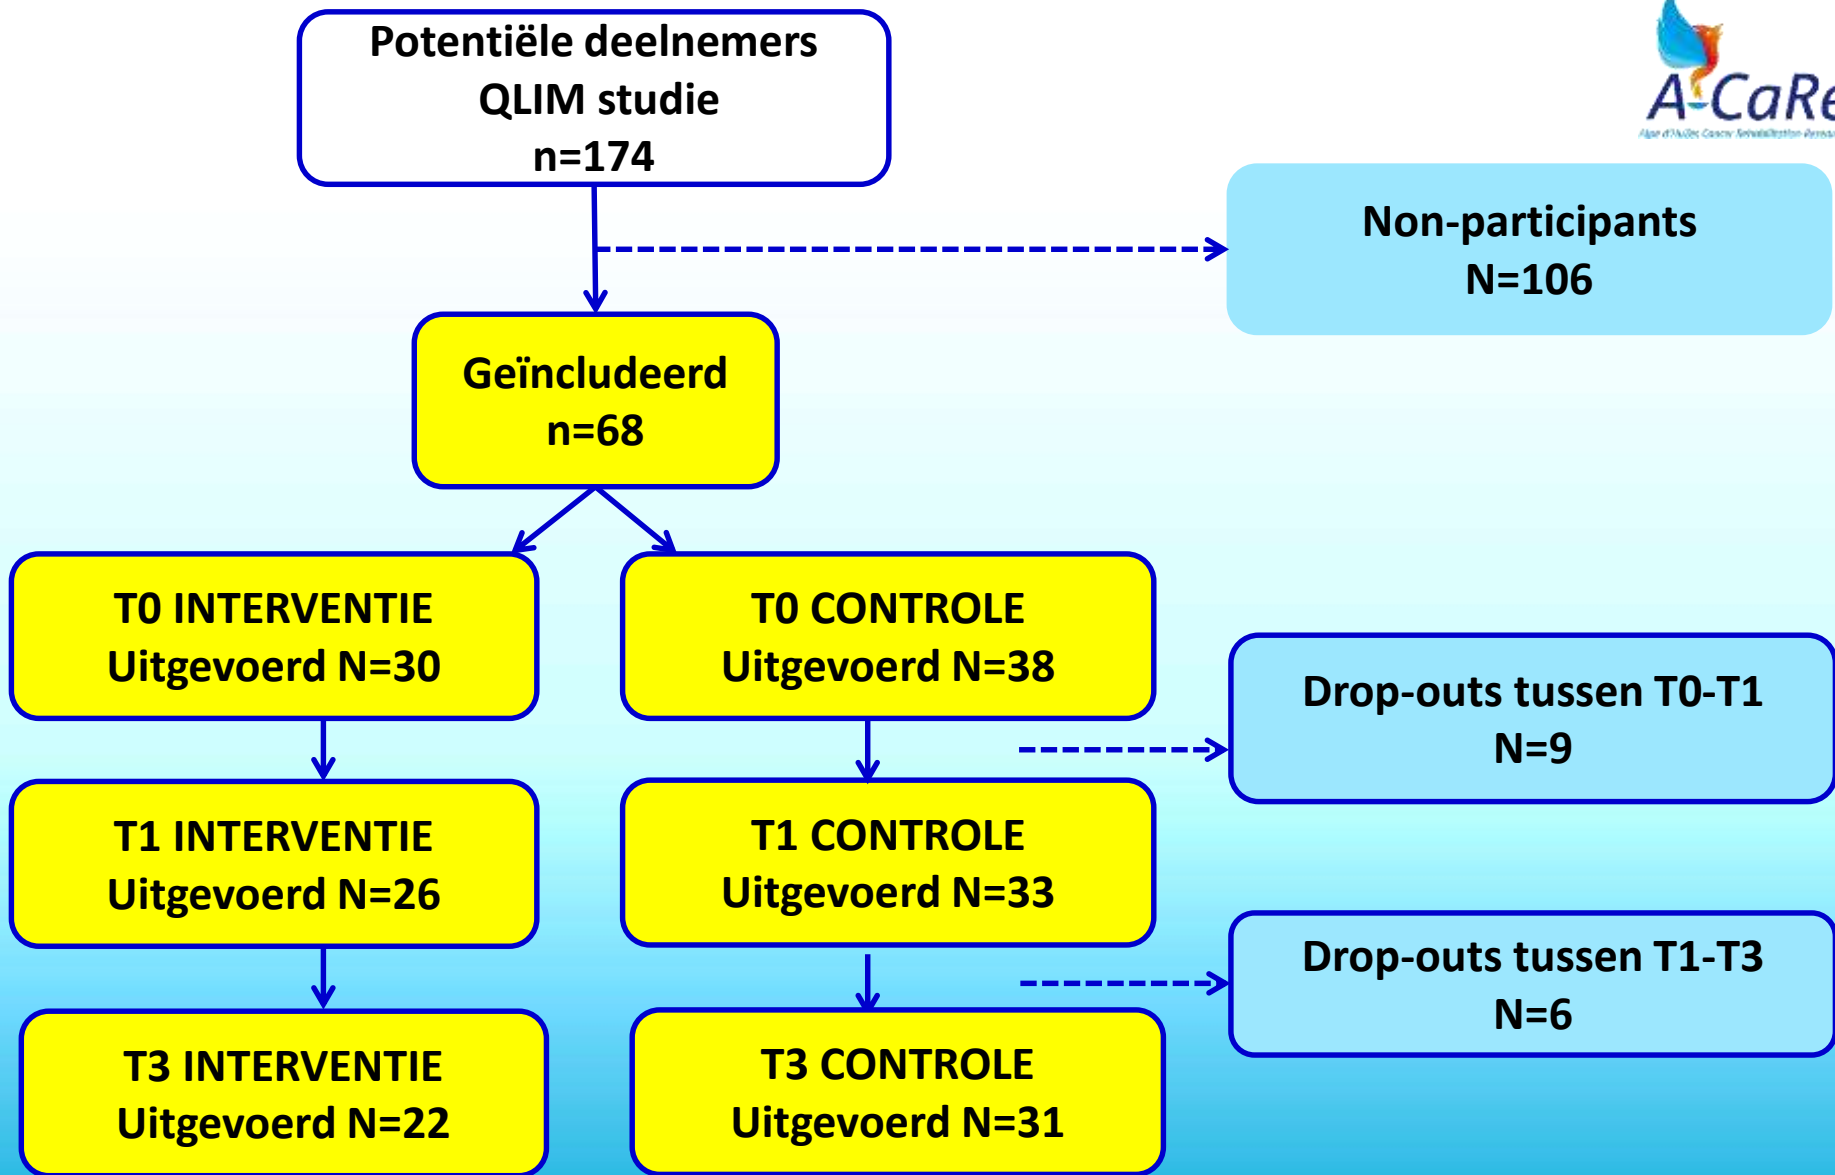 Potentiële deelnemers
QLIM studie
n=174
A-CaRe
Non-participants
N=106
Geïncludeerd
n=68
T0 INTERVENTIE
Uitgevoerd N=30
T0 CONTROLE
Uitgevoerd N=38
Drop-outs tussen T0-T1
N=9
T1 INTERVENTIE
Uitgevoerd N=26
T1 CONTROLE
Uitgevoerd N=33
Drop-outs tussen T1-T3
N=6
T3 INTERVENTIE
Uitgevoerd N=22
T3 CONTROLE
Uitgevoerd N=31